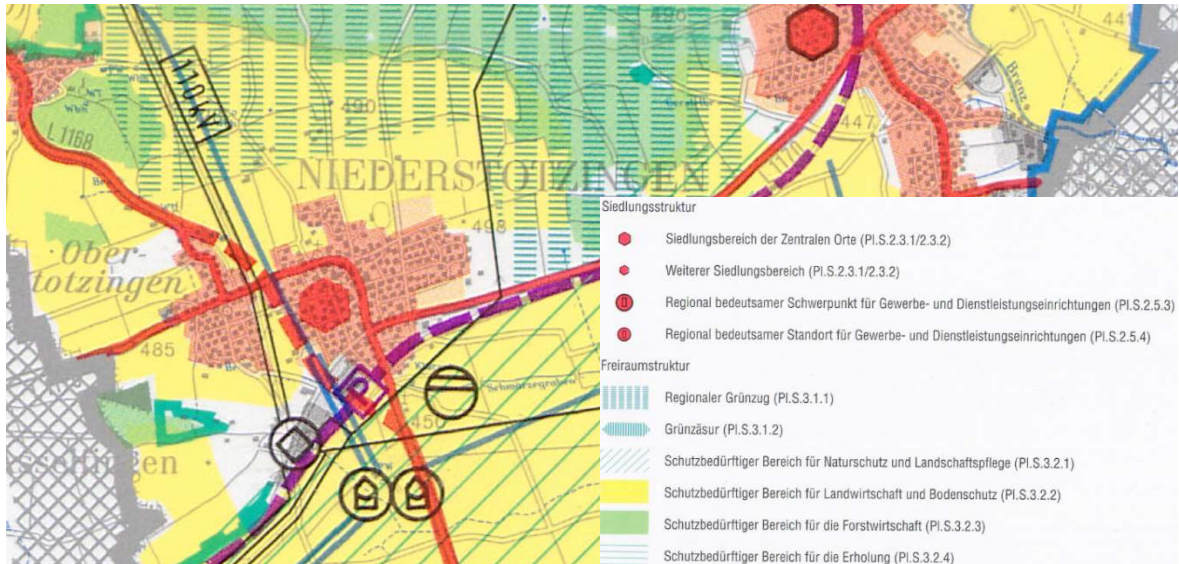 496
441
110 KV
Brenz
490
L 1168
447
NIEDERSTOTZINGEN
498
Ober-
totzingen
485
Schwarzegraben
450
Siedlungsstruktur
Siedlungsbereich der Zentralen Orte (Pl.S.2.3.1/2.3.2)
Weiterer Siedlungsbereich (Pl.S.2.3.1/2.3.2)
Regional bedeutsamer Schwerpunkt für Gewerbe- und Dienstleistungseinrichtungen (Pl.S.2.5.3)
Regional bedeutsamer Standort für Gewerbe- und Dienstleistungseinrichtungen (Pl.S.2.5.4)
Freiraumstruktur
Regionaler Grünzug (Pl.S.3.1.1)
Grünzäsur (Pl.S.3.1.2)
Schutzbedürftiger Bereich für Naturschutz und Landschaftspflege (Pl.S.3.2.1)
Schutzbedürftiger Bereich für Landwirtschaft und Bodenschutz (Pl.S.3.2.2)
Schutzbedürftiger Bereich für die Forstwirtschaft (Pl.S.3.2.3)
Schutzbedürftiger Bereich für die Erholung (Pl.S.3.2.4)
P